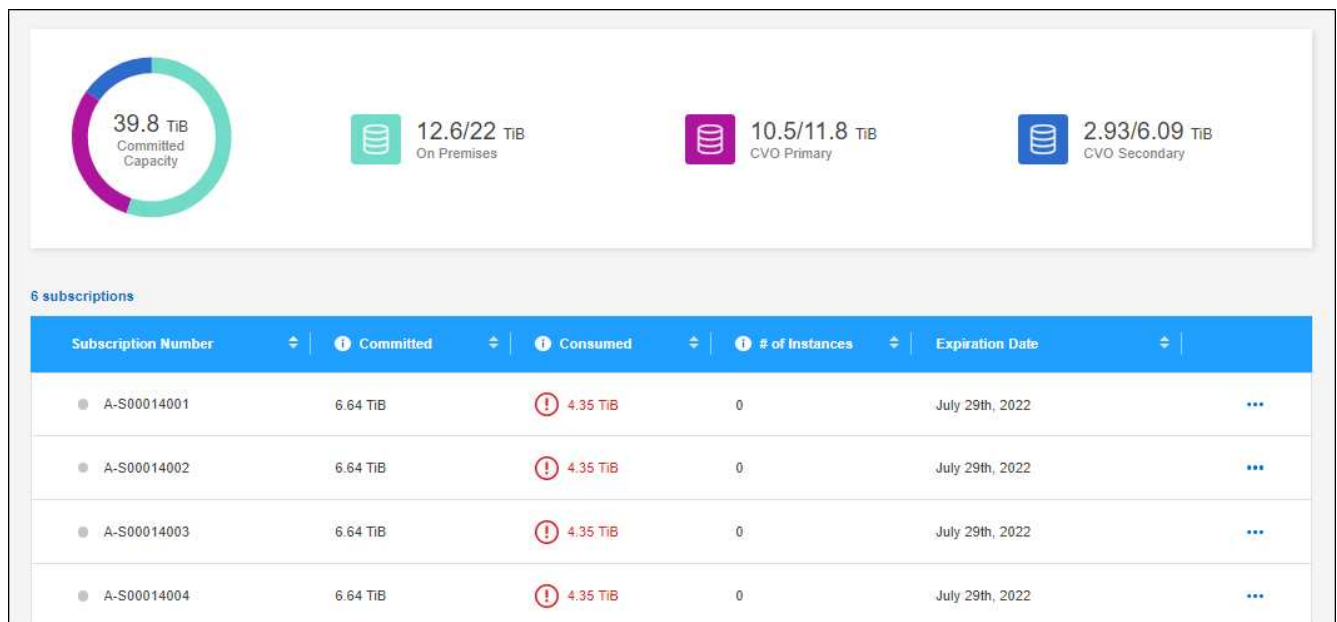 39.8 TiB
Committed
Capacity
12.6/22 TiB
On Premises
10.5/11.8 TiB
CVO Primary
2.93/6.09 TiB
CVO Secondary
6 subscriptions
Subscription Number Committed Consumed # of Instances Expiration Date
A-S00014001 6.64 TiB 4.35 TiB 0 July 29th, 2022
A-S00014002 6.64 TiB 4.35 TiB 0 July 29th, 2022
A-S00014003 6.64 TiB 4.35 TiB 0 July 29th, 2022
A-S00014004 6.64 TiB 4.35 TiB 0 July 29th, 2022